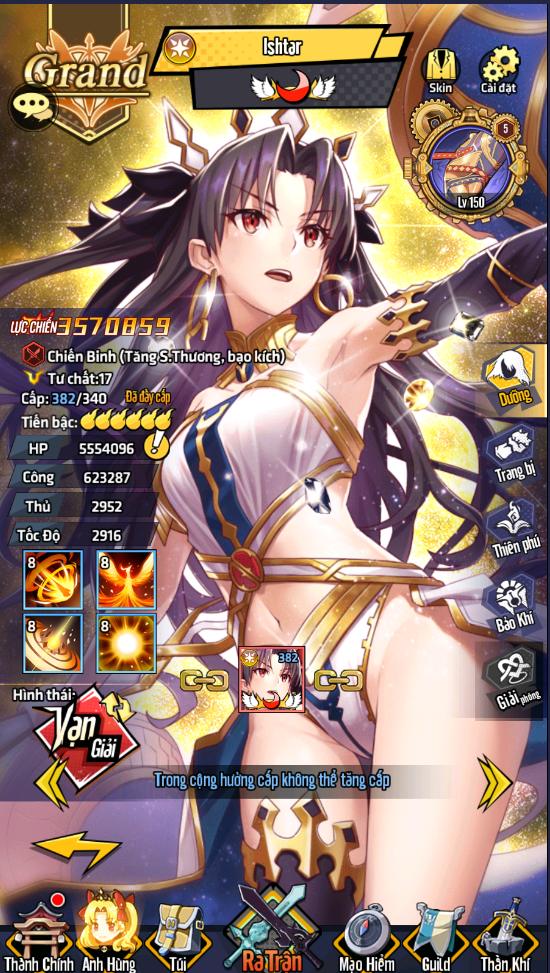 Ishtar
Grand
Skin
Cài đặt
5
Lv 150
LỰC CHIẾN 3570859
Chiến Binh (Tăng S.Thương, bạo kích)
Tư chất:17
Cấp: 382/340
Đã đầy cấp
Tiến bậc:
HP 5554096
Công 623287
Thủ 2952
Tốc Độ 2916
8
8
8
8
Dưỡng
Trang bị
Thiên phú
Bảo Khí
Giải phóng
382
Hình thái:
Vạn Giải
Trong cộng hưởng cấp không thể tăng cấp
Thành Chính
Anh Hùng
Túi
Ra Trận
Mạo Hiểm
Guild
Thần Khí